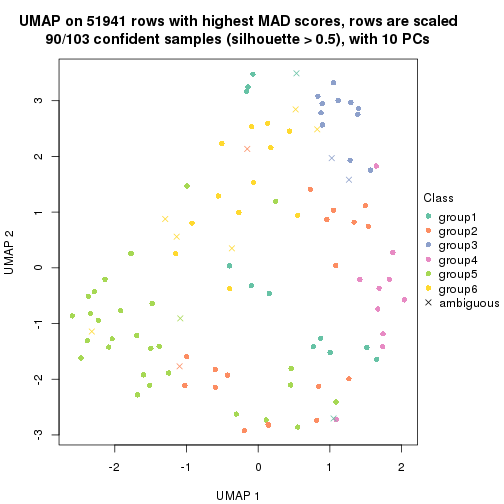 UMAP on 51941 rows with highest MAD scores, rows are scaled
90/103 confident samples (silhouette > 0.5), with 10 PCs
UMAP 2
3
2
1
0
-1
-2
-3
-2
-1
0
1
2
UMAP 1
Class
group1
group2
group3
group4
group5
group6
ambiguous